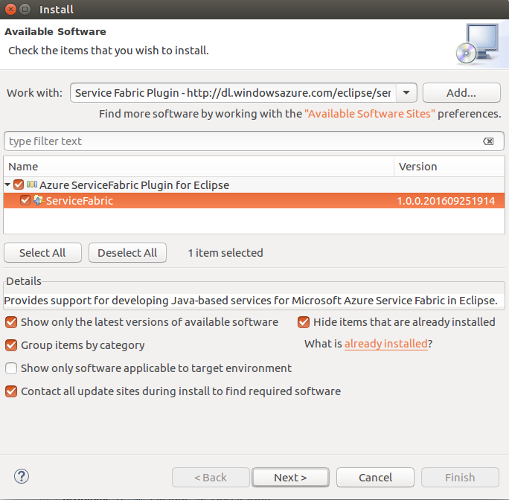 Install
Available Software
Check the items that you wish to install.
Work with: Service Fabric Plugin - http://dl.windowsazure.com/eclipse/ser Add...
Find more software by working with the "Available Software Sites" preferences.
type filter text
Name Version
Azure ServiceFabric Plugin for Eclipse
ServiceFabric 1.0.0.201609251914
Select All Deselect All 1 item selected
Details
Provides support for developing Java-based services for Microsoft Azure Service Fabric in Eclipse.
Show only the latest versions of available software Hide items that are already installed
Group items by category What is already installed?
Show only software applicable to target environment
Contact all update sites during install to find required software
? < Back Next > Cancel Finish